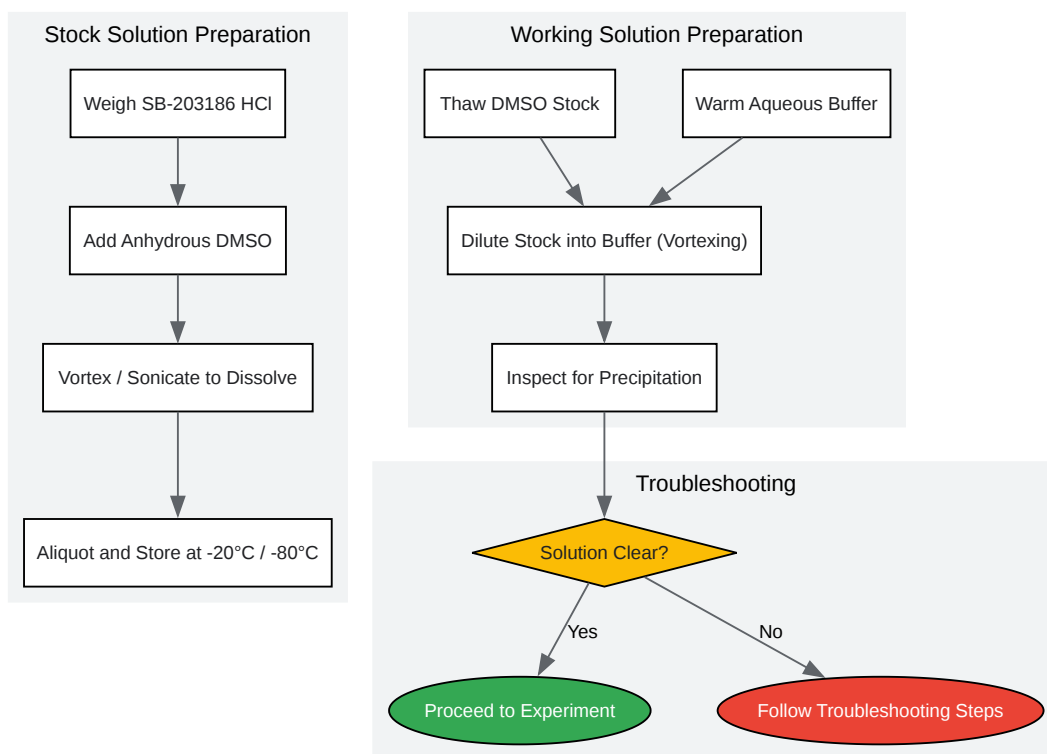 Stock Solution Preparation
Weigh SB-203186 HCl
Add Anhydrous DMSO
Vortex / Sonicate to Dissolve
Aliquot and Store at -20°C / -80°C
Working Solution Preparation
Thaw DMSO Stock
Warm Aqueous Buffer
Dilute Stock into Buffer (Vortexing)
Inspect for Precipitation
Troubleshooting
Solution Clear?
Yes
No
Proceed to Experiment
Follow Troubleshooting Steps